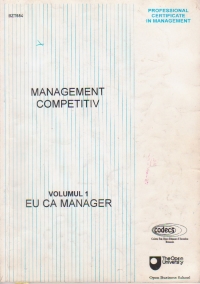 PROFESSIONAL
CERTIFICATE
IN MANAGEMENT
MANAGEMENT
COMPETITIV
VOLUMUL 1
EU CA MANAGER
codecs
The Open
University
Open Business School